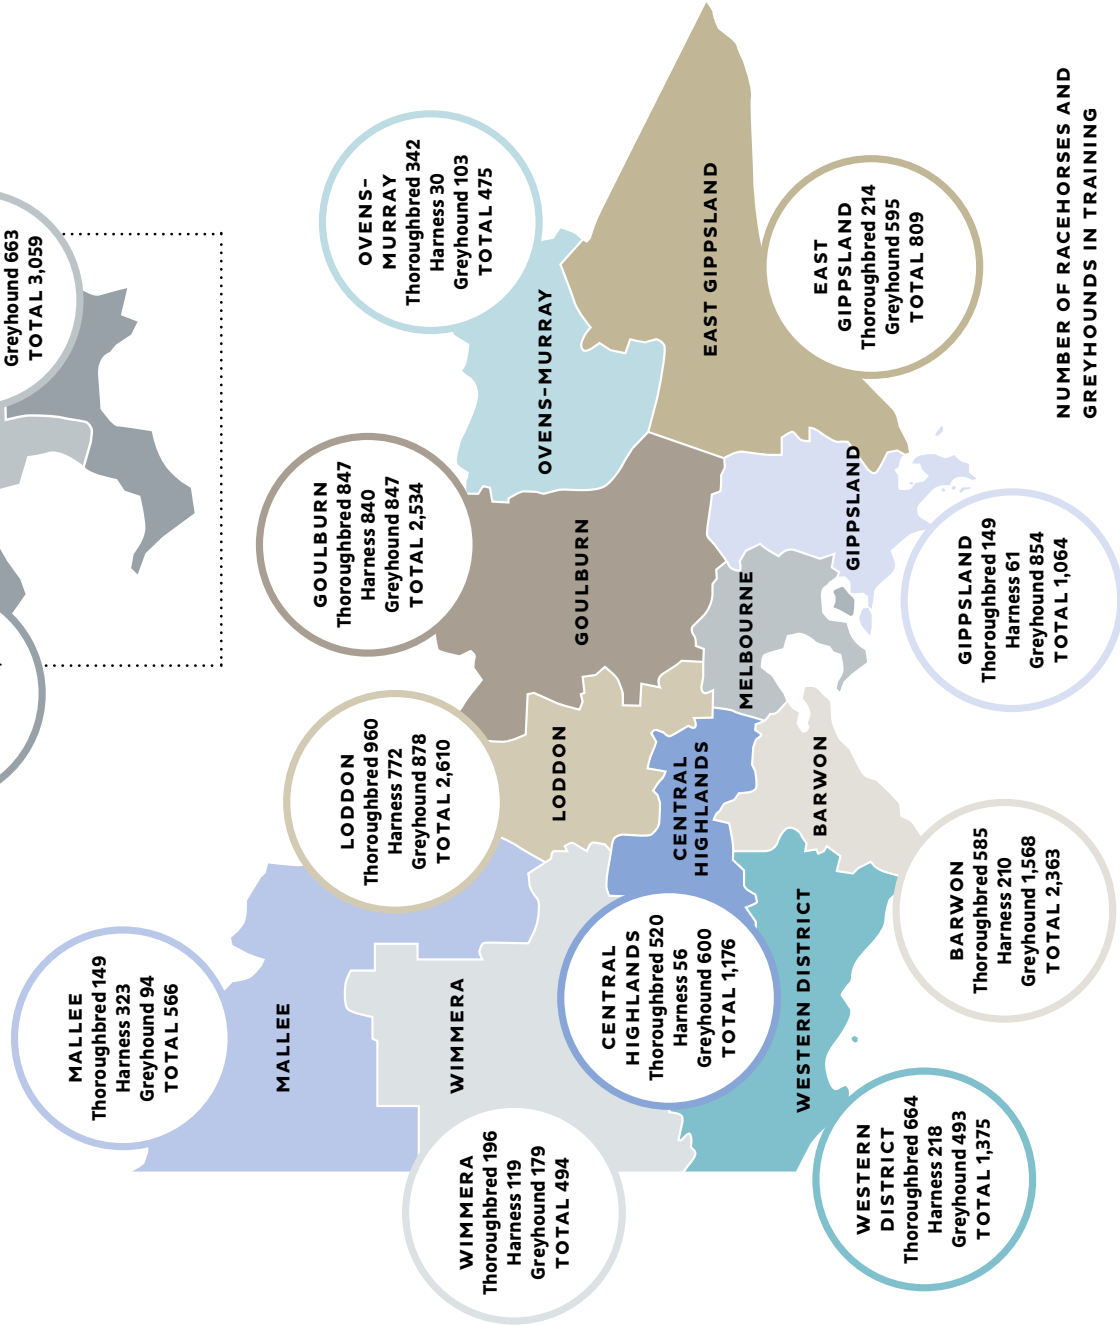 Greyhound 663
TOTAL 3,059
MALLEE
Thoroughbred 149
Harness 323
Greyhound 94
TOTAL 566
MALLEE
LODDON
Thoroughbred 960
Harness 772
Greyhound 878
TOTAL 2,610
LODDON
GOULBURN
Thoroughbred 847
Harness 840
Greyhound 847
TOTAL 2,534
GOULBURN
OVENS-
MURRAY
Thoroughbred 342
Harness 30
Greyhound 103
TOTAL 475
OVENS-MURRAY
WIMMERA
WIMMERA
Thoroughbred 196
Harness 119
Greyhound 179
TOTAL 494
CENTRAL
HIGHLANDS
Thoroughbred 520
Harness 56
Greyhound 600
TOTAL 1,176
CENTRAL
HIGHLANDS
MELBOURNE
EAST GIPPSLAND
EAST
GIPPSLAND
Thoroughbred 214
Greyhound 595
TOTAL 809
WESTERN DISTRICT
WESTERN
DISTRICT
Thoroughbred 664
Harness 218
Greyhound 493
TOTAL 1,375
BARWON
BARWON
Thoroughbred 585
Harness 210
Greyhound 1,568
TOTAL 2,363
GIPPSLAND
GIPPSLAND
Thoroughbred 149
Harness 61
Greyhound 854
TOTAL 1,064
NUMBER OF RACEHORSES AND
GREYHOUNDS IN TRAINING